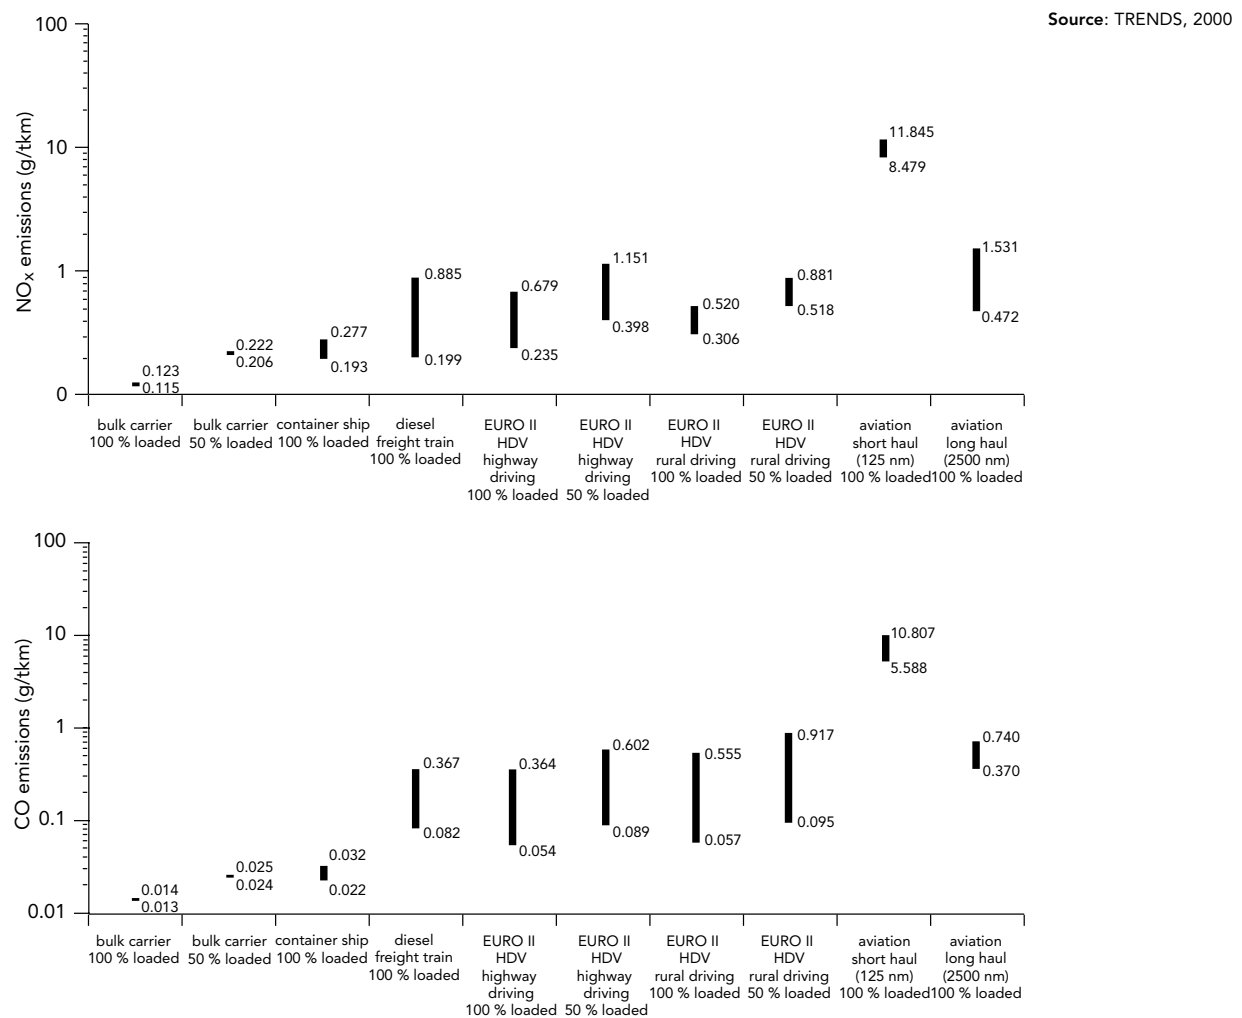 Source: TRENDS, 2000
NOx emissions (g/tkm)
100
10
1
0
0.123
0.115
0.222
0.206
0.277
0.193
0.885
0.199
0.679
0.235
1.151
0.398
0.520
0.306
0.881
0.518
11.845
8.479
1.531
0.472
bulk carrier
100 % loaded
bulk carrier
50 % loaded
container ship
100 % loaded
diesel
freight train
100 % loaded
EURO II
HDV
highway
driving
100 % loaded
EURO II
HDV
highway
driving
50 % loaded
EURO II
HDV
rural driving
100 % loaded
EURO II
HDV
rural driving
50 % loaded
aviation
short haul
(125 nm)
100 % loaded
aviation
long haul
(2500 nm)
100 % loaded
CO emissions (g/tkm)
100
10
1
0.1
0.01
0.014
0.013
0.025
0.024
0.032
0.022
0.367
0.082
0.364
0.054
0.602
0.089
0.555
0.057
0.917
0.095
10.807
5.588
0.740
0.370
bulk carrier
100 % loaded
bulk carrier
50 % loaded
container ship
100 % loaded
diesel
freight train
100 % loaded
EURO II
HDV
highway
driving
100 % loaded
EURO II
HDV
highway
driving
50 % loaded
EURO II
HDV
rural driving
100 % loaded
EURO II
HDV
rural driving
50 % loaded
aviation
short haul
(125 nm)
100 % loaded
aviation
long haul
(2500 nm)
100 % loaded